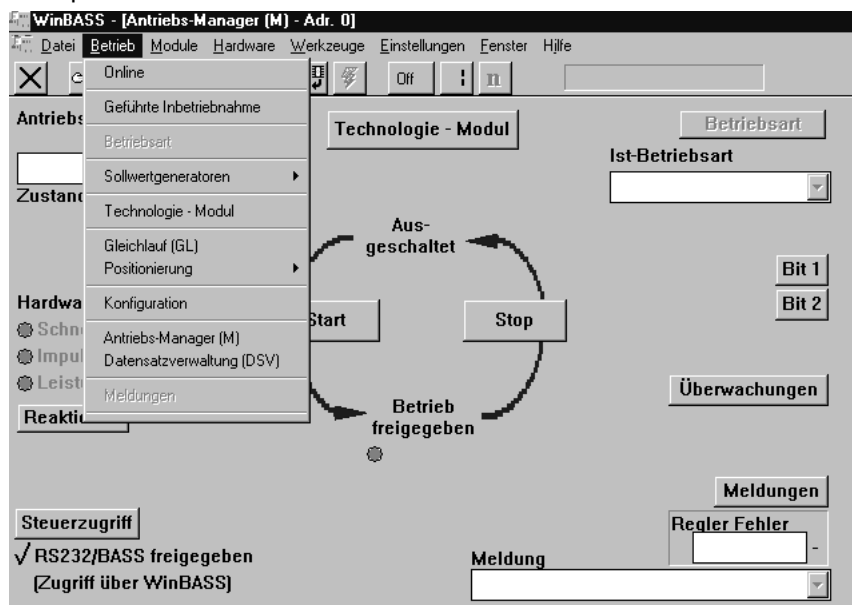 WinBASS - [Antriebs-Manager (M) - Adr. 0]
Datei Betrieb Module Hardware Werkzeuge Einstellungen Fenster Hilfe
Off n
Online
Geführte Inbetriebnahme
Betriebsart
Sollwertgeneratoren
Technologie - Modul
Gleichlauf (GL)
Positionierung
Konfiguration
Antriebs-Manager (M)
Datensatzverwaltung (DSV)
Meldungen
Antriebs
Technologie - Modul
Betriebsart
Ist-Betriebsart
Zustand
Aus-
geschaltet
Bit 1
Hardwa
Bit 2
Start
Stop
Schn
Impul
Leist
Überwachungen
Reakti
Betrieb
freigegeben
Meldungen
Steuerzugriff
Regler Fehler
-
√ RS232/BASS freigegeben
(Zugriff über WinBASS)
Meldung